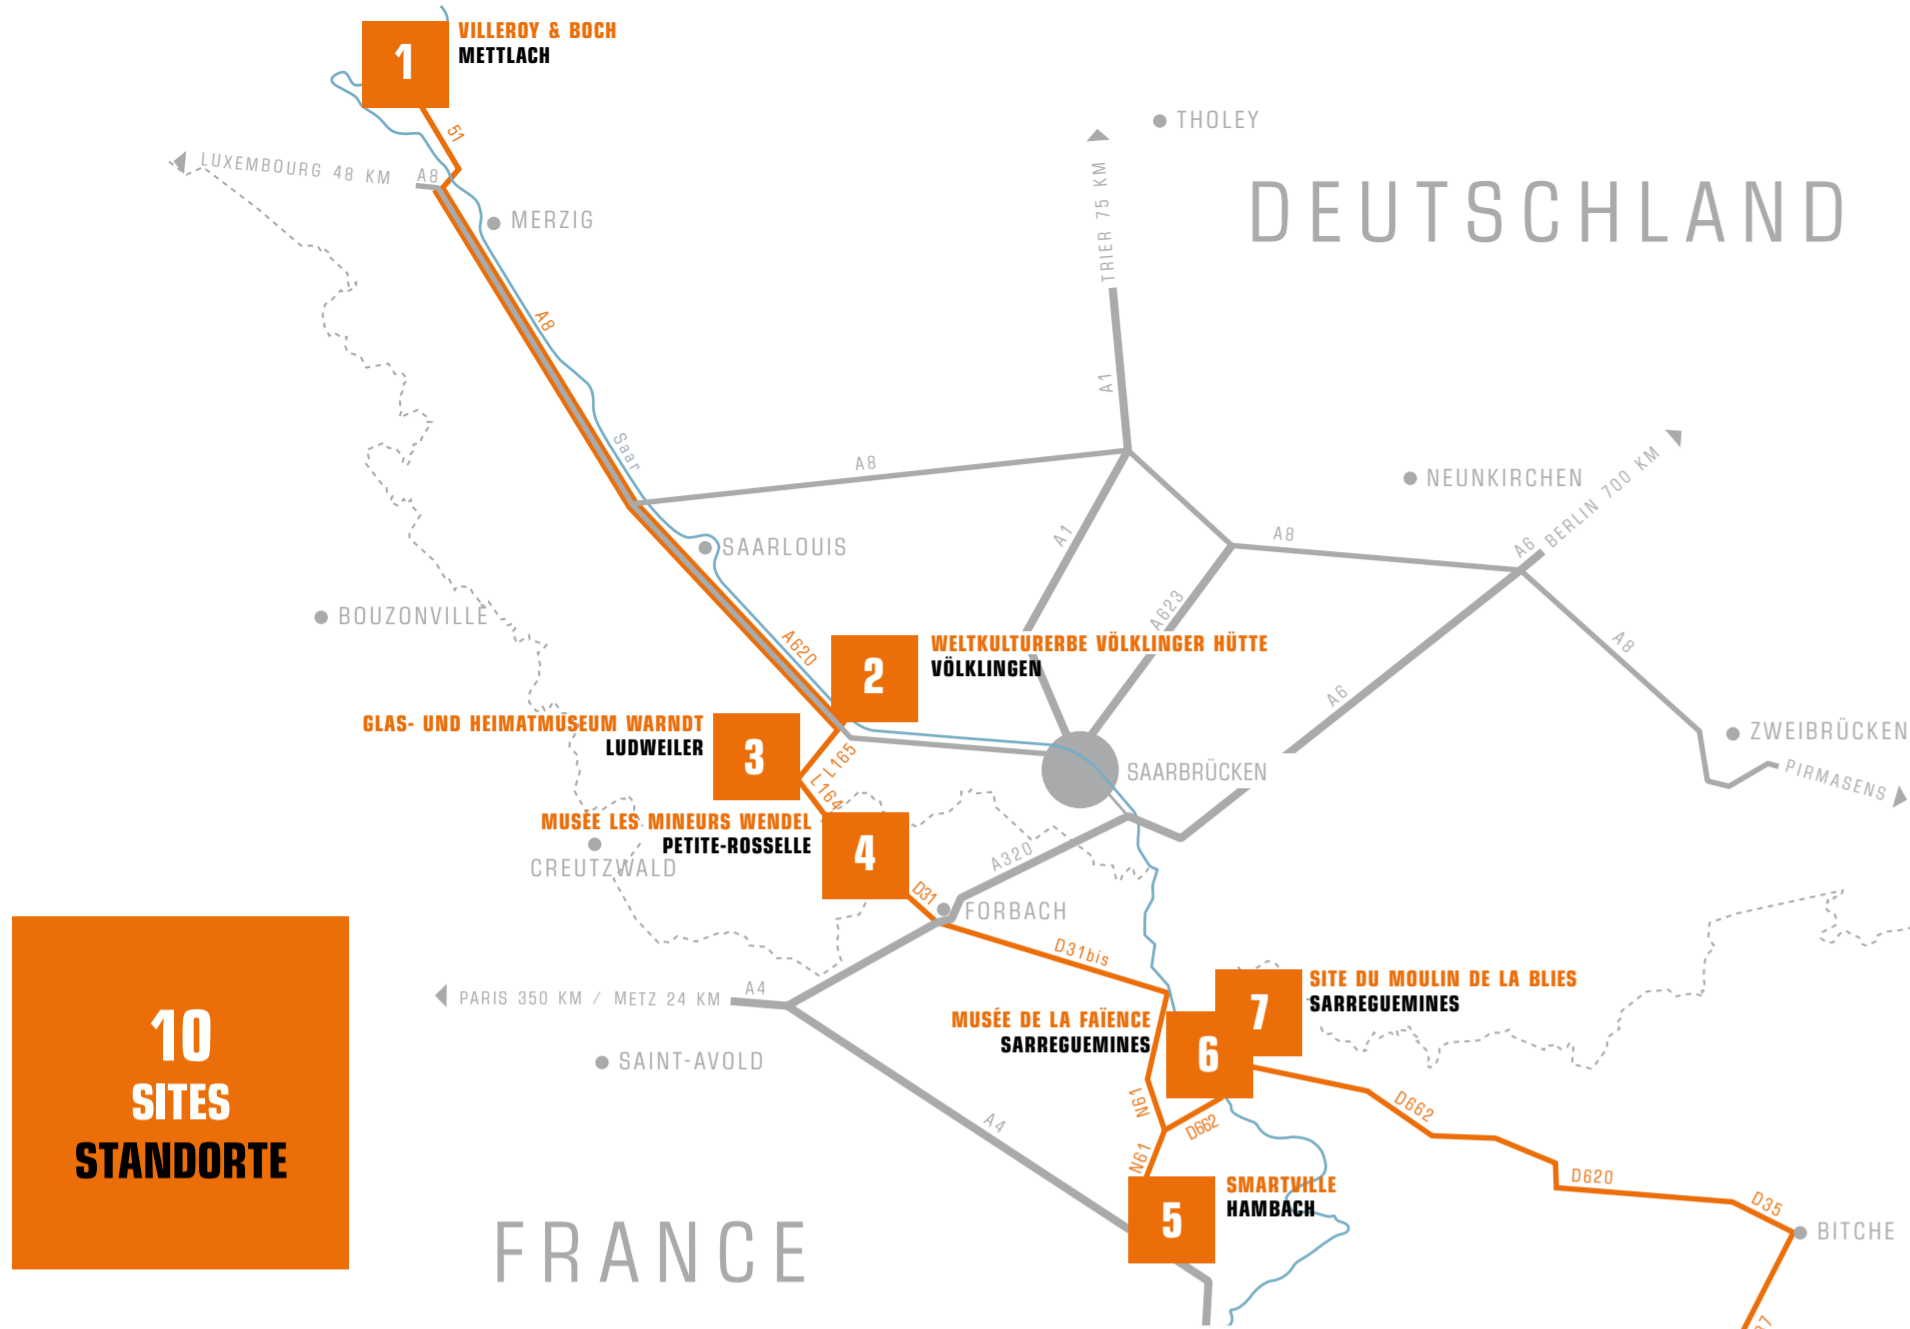 1
VILLEROY & BOCH
METTLACH
51
LUXEMBOURG 48 KM
A8
MERZIG
THOLEY
TRIER 75 KM
DEUTSCHLAND
A8
A1
Saar
A8
A1
NEUNKIRCHEN
BERLIN 700 KM
A6
A8
SAARLOUIS
BOUZONVILLE
A623
A620
2
WELTKULTURERBE VÖLKLINGER HÜTTE
VÖLKLINGEN
A8
A6
GLAS- UND HEIMATMUSEUM WARNDT
LUDWEILER
3
L165
L164
SAARBRÜCKEN
ZWEIBRÜCKEN
PIRMASENS
MUSÉE LES MINEURS WENDEL
PETITE-ROSSELLE
4
CREUTZWALD
A320
D31
FORBACH
D31bis
PARIS 350 KM / METZ 24 KM
A4
SAINT-AVOLD
7
SITE DU MOULIN DE LA BLIES
SARREGUEMINES
MUSÉE DE LA FAÏENCE
SARREGUEMINES
6
N61
D662
D662
A4
N61
5
SMARTVILLE
HAMBACH
D620
D35
BITCHE
10
SITES
STANDORTE
FRANCE